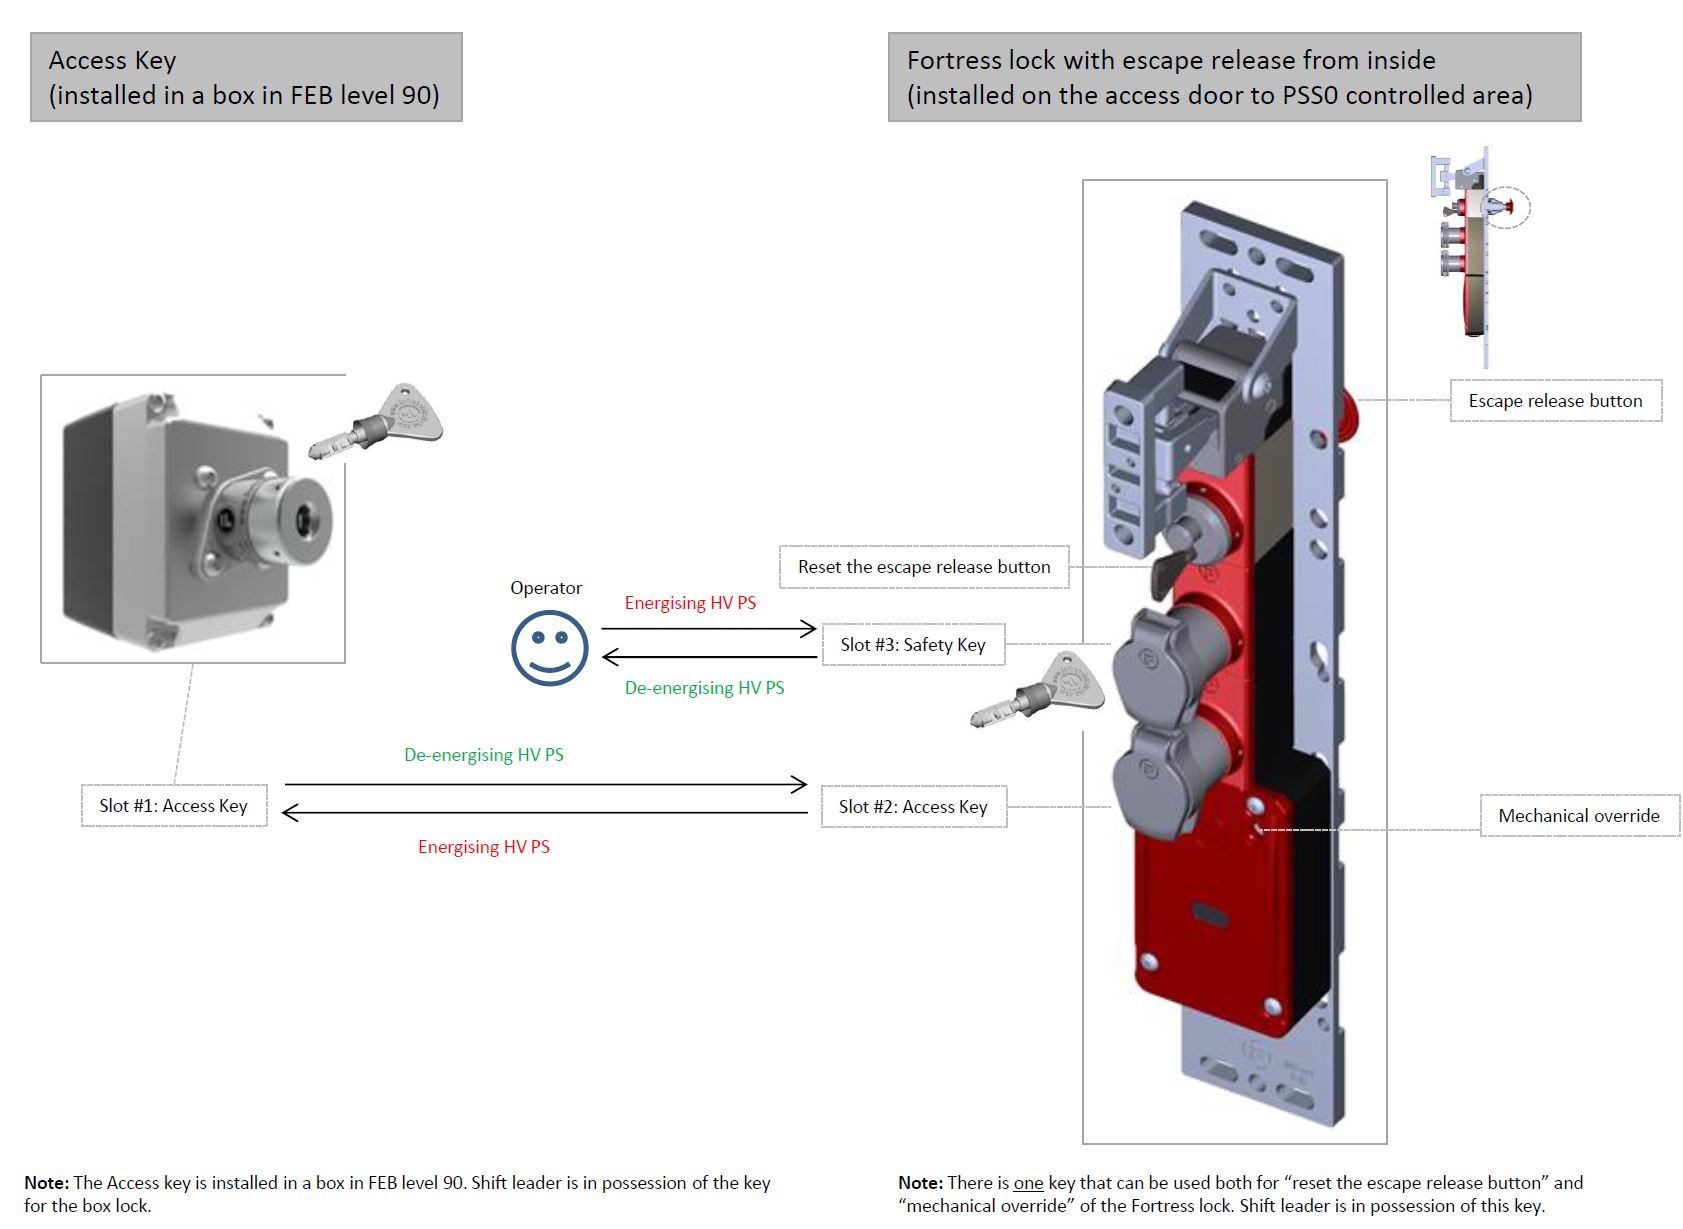 Access Key
(installed in a box in FEB level 90)
Fortress lock with escape release from inside
(installed on the access door to PSS0 controlled area)
Escape release button
Reset the escape release button
Operator
Energising HV PS
Slot #3: Safety Key
De-energising HV PS
De-energising HV PS
Slot #1: Access Key
Slot #2: Access Key
Energising HV PS
Mechanical override
Note: The Access key is installed in a box in FEB level 90. Shift leader is in possession of the key
for the box lock.
Note: There is one key that can be used both for “reset the escape release button” and
“mechanical override” of the Fortress lock. Shift leader is in possession of this key.